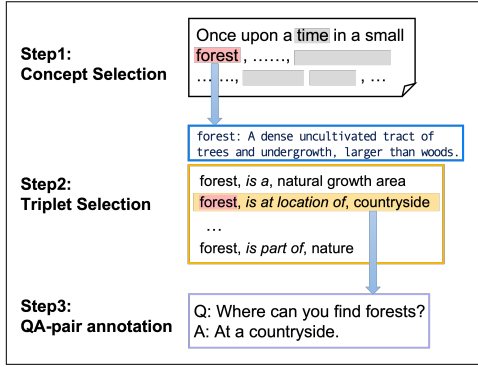 Step1:
Concept Selection
Once upon a time in a small
forest , ……,
……, , …
forest: A dense uncultivated tract of
trees and undergrowth, larger than woods.
Step2:
Triplet Selection
forest, is a, natural growth area
forest, is at location of, countryside
…
forest, is part of, nature
Step3:
QA-pair annotation
Q: Where can you find forests?
A: At a countryside.